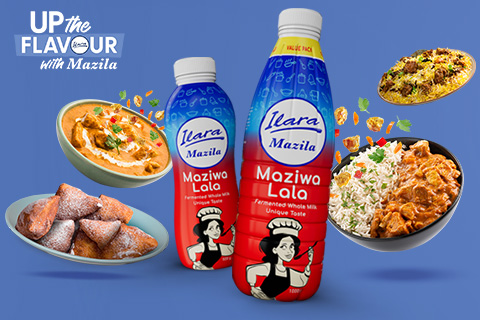 UP the
FLAVOUR
with Mazila
VALUE PACK
Ilara
Mazila
Maziwa
Lala
Fermented Whole Milk
Unique Taste
Ilara
Mazila
Maziwa
Lala
Fermented Whole Milk
Unique Taste